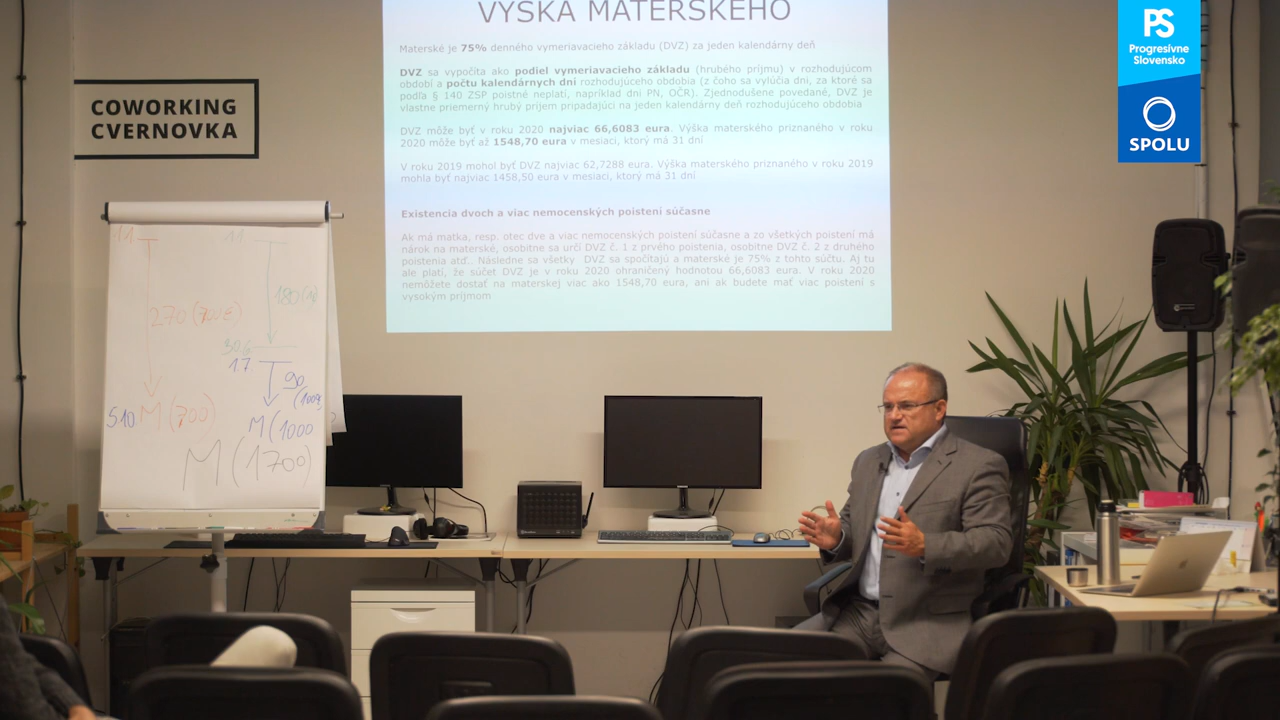 VÝŠKA MATERSKÉHO
Materské je 75% denného vymeriavacieho základu (DVZ) za jeden kalendárny deň
DVZ sa vypočíta ako podiel vymeriavacieho základu (hrubého príjmu) v rozhodujúcom
období a počtu kalendárnych dní rozhodujúceho obdobia (z čoho sa vylúčia dni, za ktoré sa
podľa § 140 ZSP poistné neplatí, napríklad dni PN, OČR). Zjednodušene povedané, DVZ je
vlastne priemerný hrubý príjem pripadajúci na jeden kalendárny deň rozhodujúceho obdobia
DVZ môže byť v roku 2020 najviac 66,6083 eura. Výška materského priznaného v roku
2020 môže byť až 1548,70 eura v mesiaci, ktorý má 31 dní
V roku 2019 mohol byť DVZ najviac 62,7288 eura. Výška materského priznaného v roku 2019
mohla byť najviac 1458,50 eura v mesiaci, ktorý má 31 dní
Existencia dvoch a viac nemocenských poistení súčasne
Ak má matka, resp. otec dve a viac nemocenských poistení súčasne a zo všetkých poistení má
nárok na materské, osobitne sa určí DVZ č. 1 z prvého poistenia, osobitne DVZ č. 2 z druhého
poistenia atď.. Následne sa všetky DVZ sa spočítajú a materské je 75% z tohto súčtu. Aj tu
ale platí, že súčet DVZ je v roku 2020 ohraničený hodnotou 66,6083 eura. V roku 2020
nemôžete dostať na materskej viac ako 1548,70 eura, ani ak budete mať viac poistení s
vysokým príjmom
PS
Progresívne
Slovensko
SPOLU
COWORKING
CVERNOVKA
1.1.
1.1.
180
270
30.6
1.7
90
510
M (700)
M (1000
M (1700)